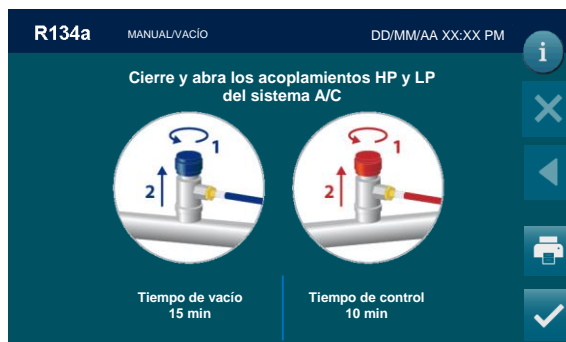 R134a MANUAL/VACÍO DD/MM/AA XX:XX PM
i
Cierre y abra los acoplamientos HP y LP
del sistema A/C
1
2
1
2
Tiempo de vacío
15 min
Tiempo de control
10 min